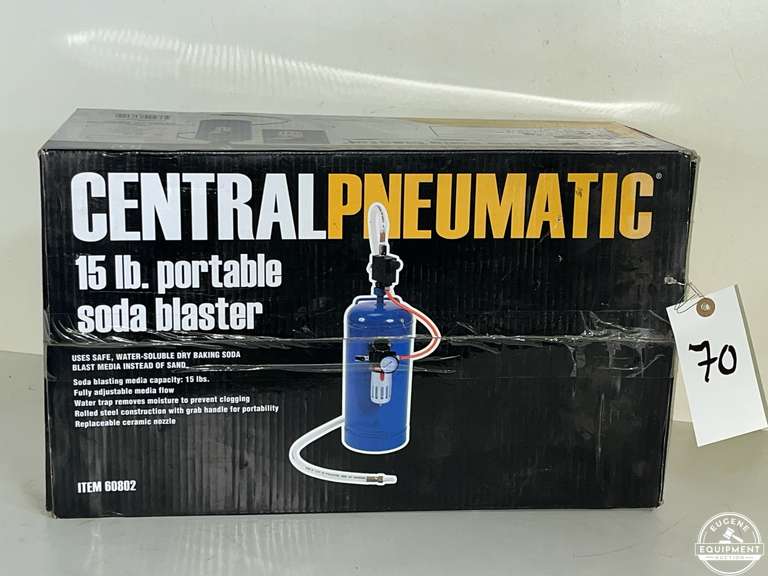 CENTRALPNEUMATIC®
15 lb. portable
soda blaster
USES SAFE, WATER-SOLUBLE DRY BAKING SODA
BLAST MEDIA INSTEAD OF SAND.
Soda blasting media capacity: 15 lbs.
Fully adjustable media flow
Water trap removes moisture to prevent clogging
Rolled steel construction with grab handle for portability
Replaceable ceramic nozzle
ITEM 60802
70
EUGENE
EQUIPMENT
AUCTION